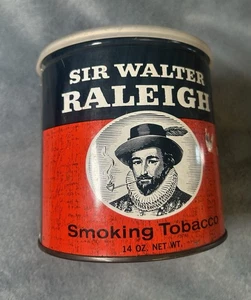 SIR WALTER
RALEIGH
Smoking Tobacco
14 OZ. NET WT.